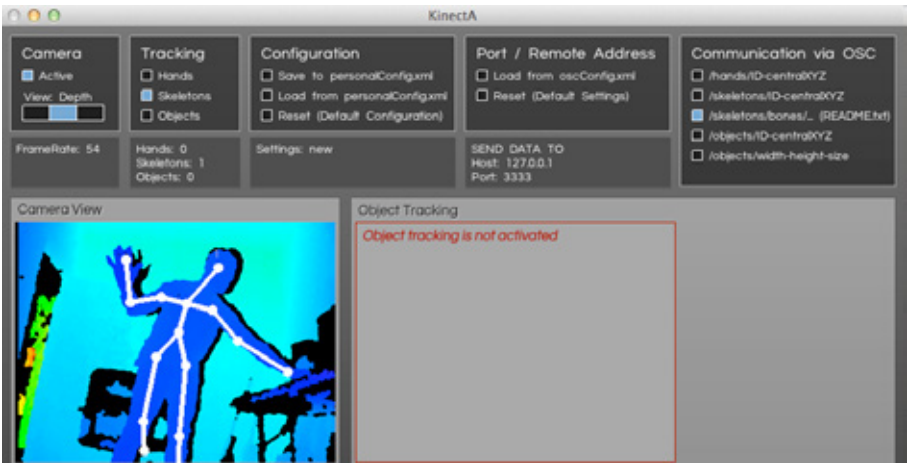 KinectA
Camera
Active
View: Depth
Tracking
Hands
Skeletons
Objects
Configuration
Save to personalConfig.xml
Load from personalConfig.xml
Reset (Default Configuration)
Port / Remote Address
Load from oscConfig.xml
Reset (Default Settings)
Communication via OSC
/hands/ID-centralXYZ
/skeletons/ID-centralXYZ
/skeletons/bones/... (README.txt)
/objects/ID-centralXYZ
/objects/width-height-size
FrameRate: 54
Hands: 0
Skeletons: 1
Objects: 0
Settings: new
SEND DATA TO
Host: 127.0.0.1
Port: 3333
Camera View
Object Tracking
Object tracking is not activated